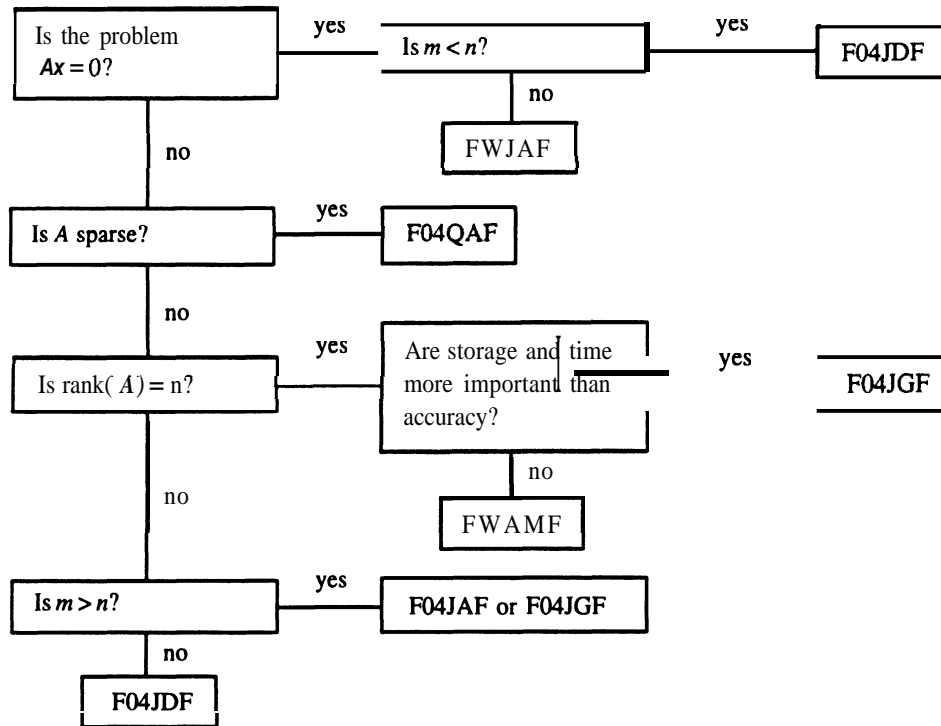 Is the problem
Ax = 0?
yes
Is m < n?
yes
F04JDF
no
FWJAF
no
Is A sparse?
yes
F04QAF
no
Is rank( A) = n?
yes
Are storage and time
more important than
accuracy?
yes
F04JGF
no
FWAMF
no
Is m > n?
yes
F04JAF or F04JGF
no
F04JDF